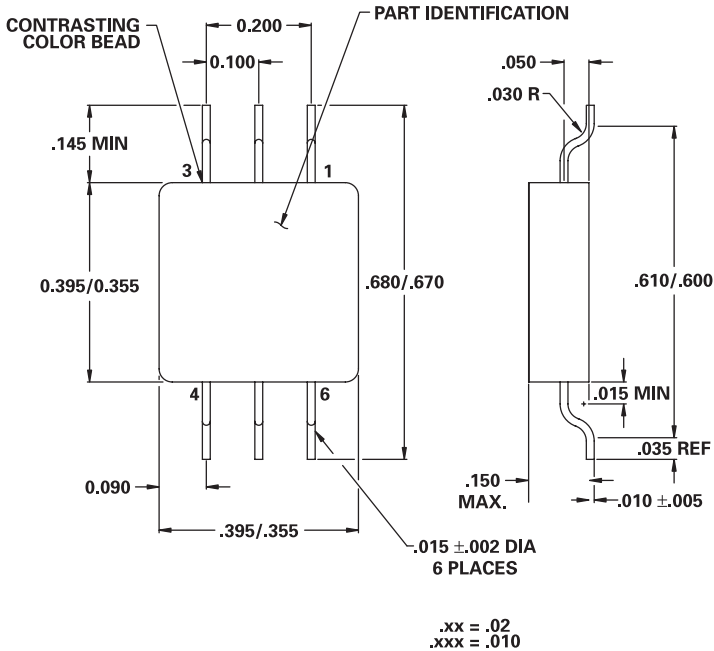 CONTRASTING
COLOR BEAD
0.200
PART IDENTIFICATION
0.100
.050
.030 R
.145 MIN
3
1
0.395/0.355
.680/.670
.610/.600
4
6
.015 MIN
.035 REF
0.090
.150
MAX.
.010 ±.005
.395/.355
.015 ±.002 DIA
6 PLACES
.xx = .02
.xxx = .010